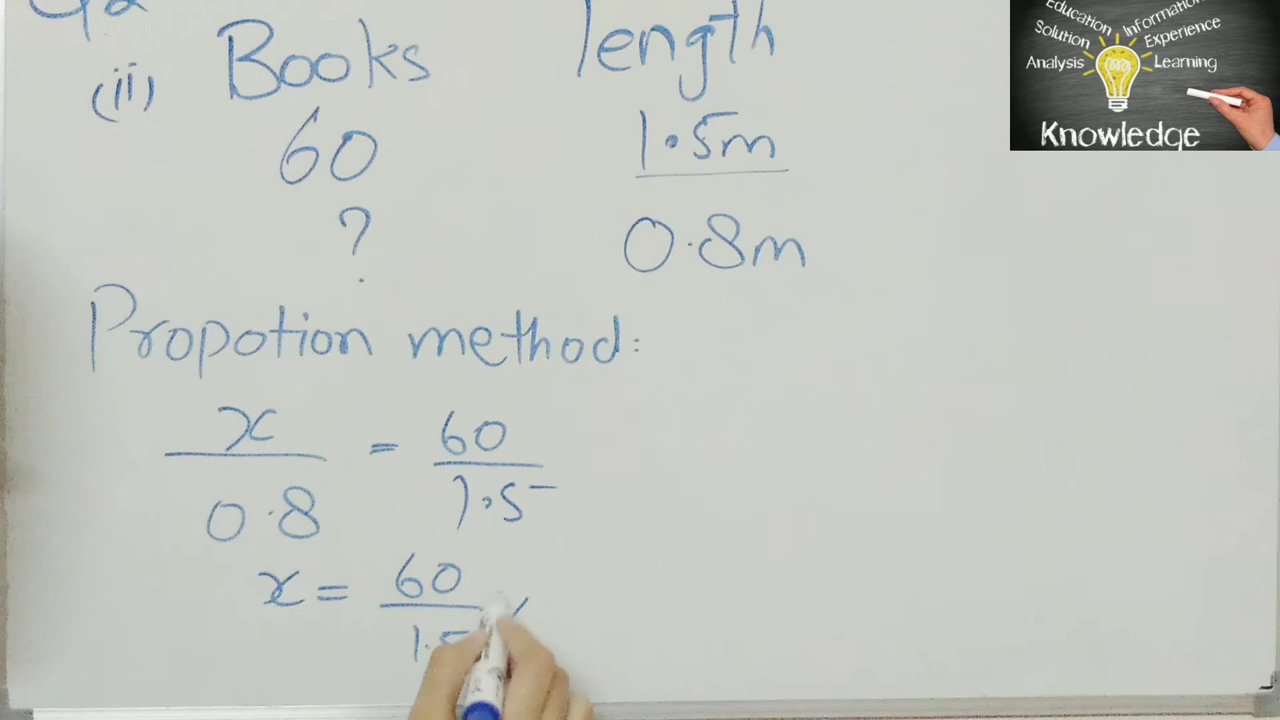 Q2
(ii) Books length
60 1.5m
? 0.8m
Propotion method:
x = 60
0.8 1.5
x = 60 ×
1.5
Education Information
Solution Experience
Analysis Learning
Knowledge